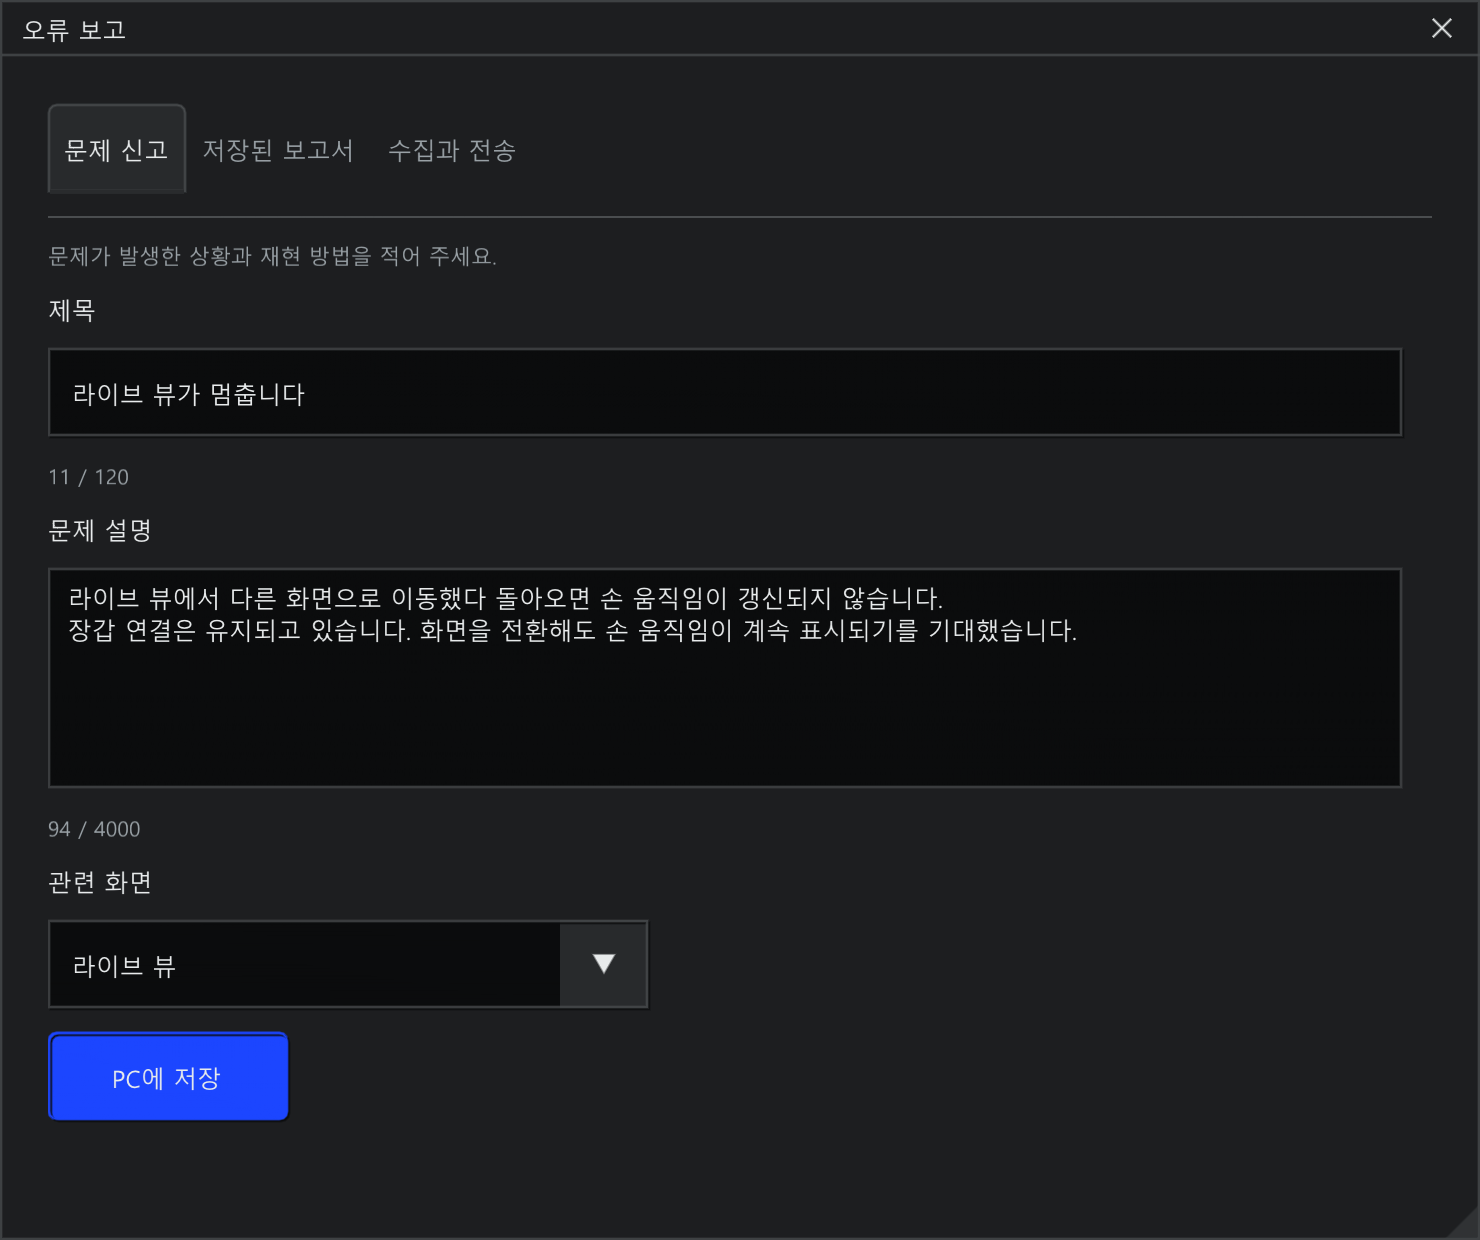 오류 보고
문제 신고 저장된 보고서 수집과 전송
문제가 발생한 상황과 재현 방법을 적어 주세요.
제목
라이브 뷰가 멈춥니다
11 / 120
문제 설명
라이브 뷰에서 다른 화면으로 이동했다 돌아오면 손 움직임이 갱신되지 않습니다.
장갑 연결은 유지되고 있습니다. 화면을 전환해도 손 움직임이 계속 표시되기를 기대했습니다.
94 / 4000
관련 화면
라이브 뷰
PC에 저장